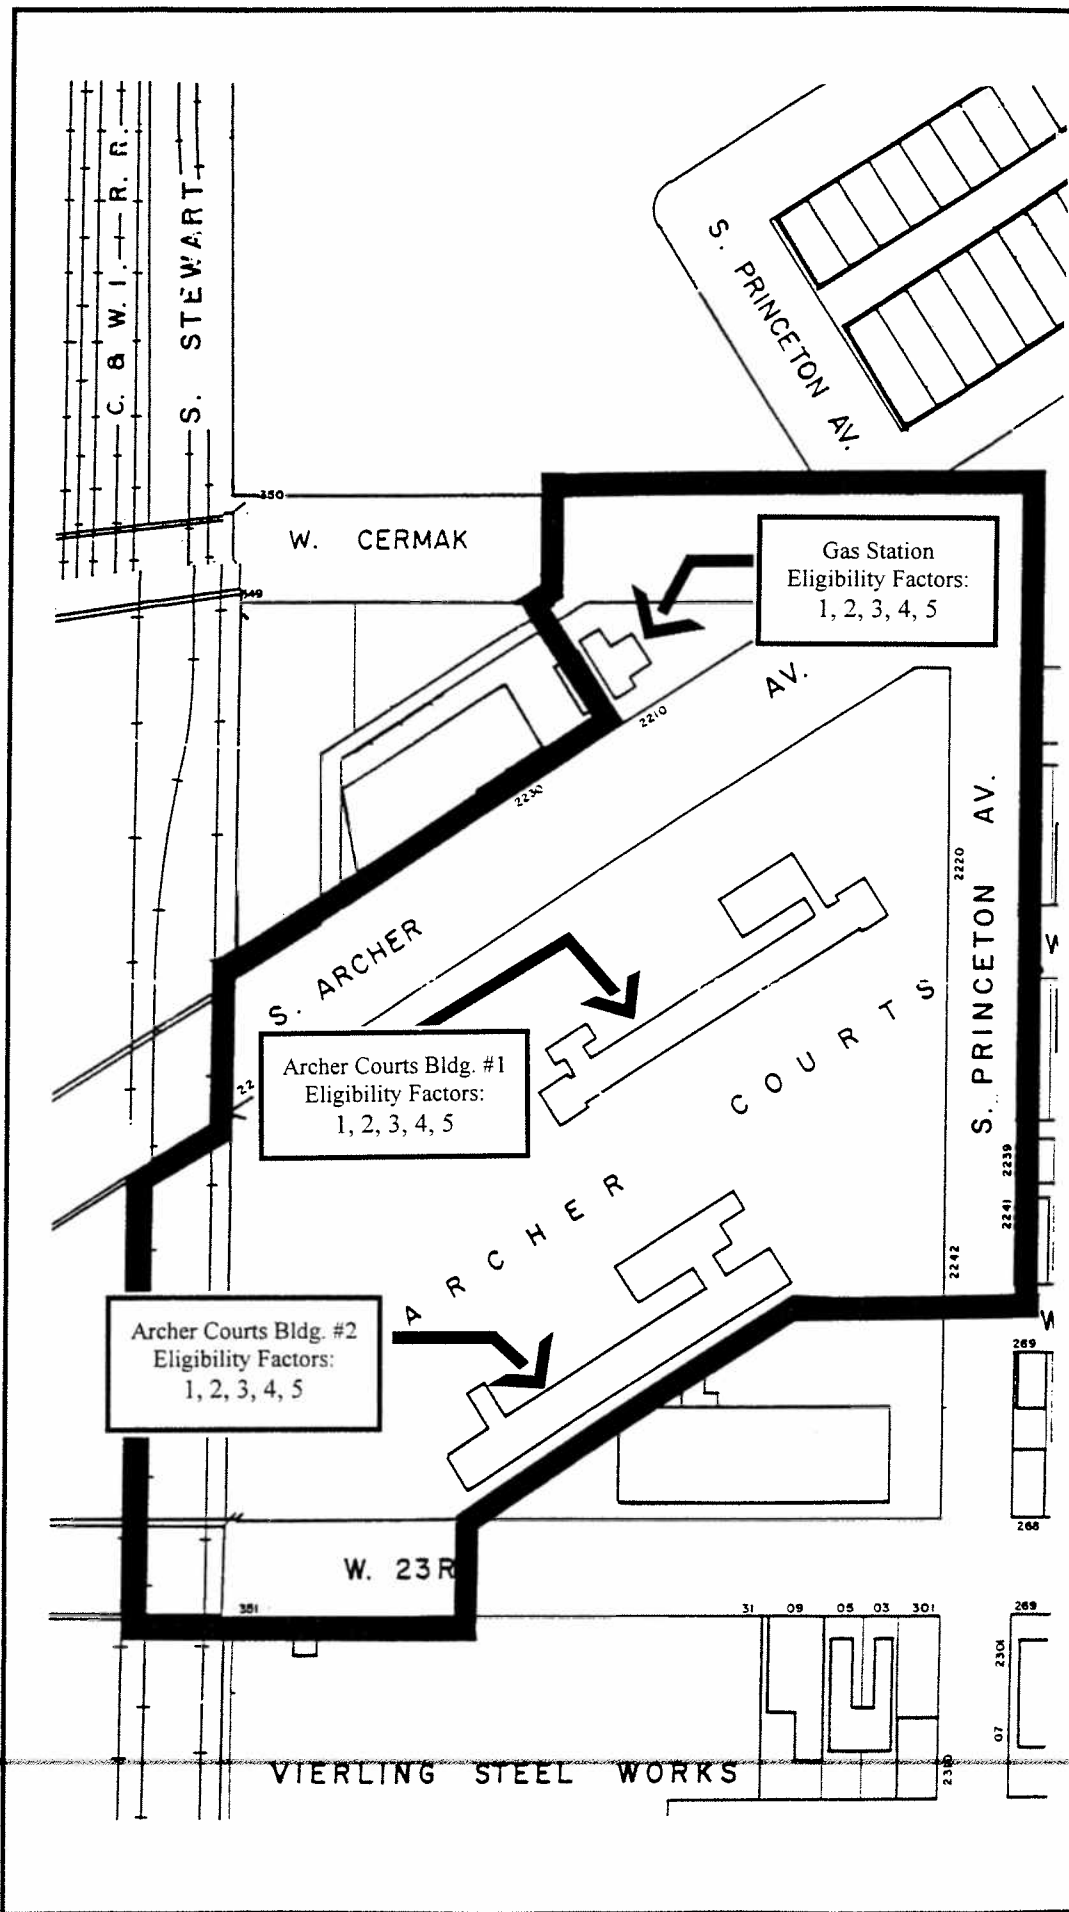 C. & W. I. R. R.
S. STEWART
S. PRINCETON AV.
350
W. CERMAK
349
Gas Station
Eligibility Factors:
1, 2, 3, 4, 5
AV.
2210
2230
2220
S. PRINCETON AV.
S. ARCHER
22
Archer Courts Bldg. #1
Eligibility Factors:
1, 2, 3, 4, 5
ARCHER COURTS
2239
2241
2242
W
W
Archer Courts Bldg. #2
Eligibility Factors:
1, 2, 3, 4, 5
269
268
W. 23R
351
31 09 05 03 301
269
2301
07
VIERLING STEEL WORKS